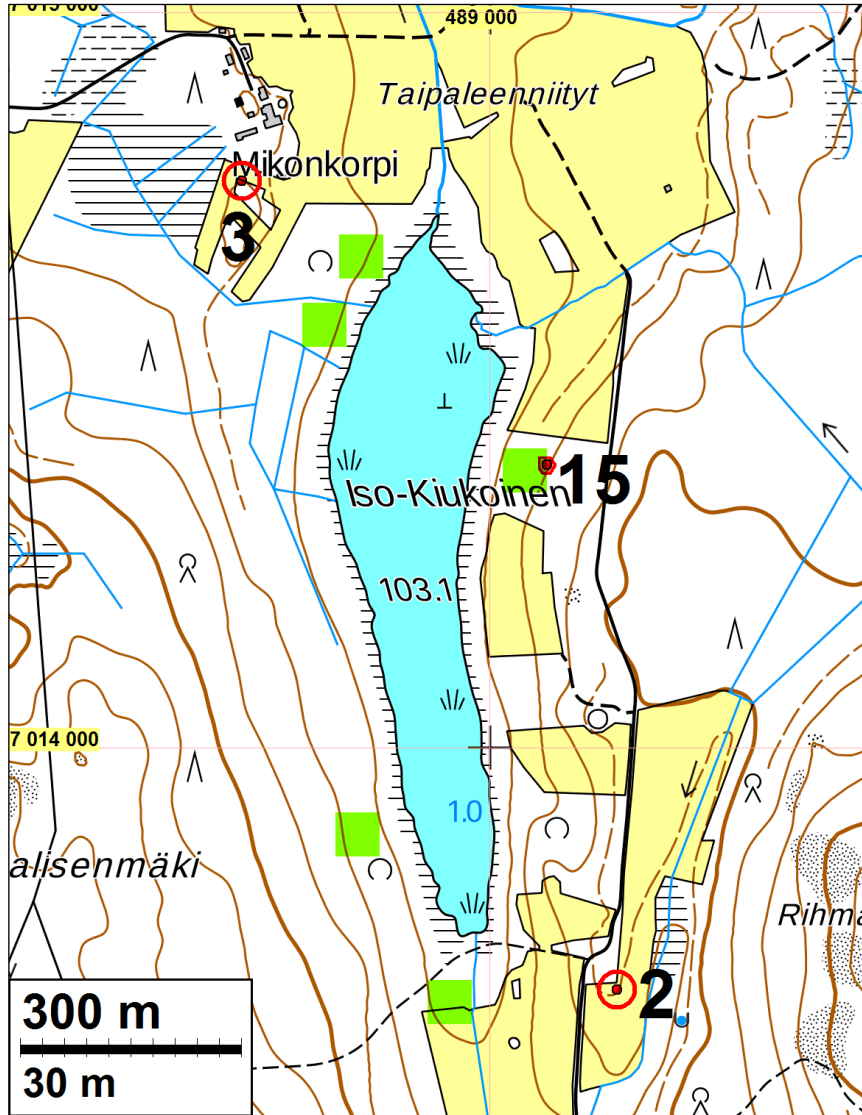 7 015 000
489 000
Taipaleenniityt
Mikonkorpi
3
15
Iso-Kiukoinen
103.1
7 014 000
1.0
alisenmäki
Rihma
2
300 m
30 m